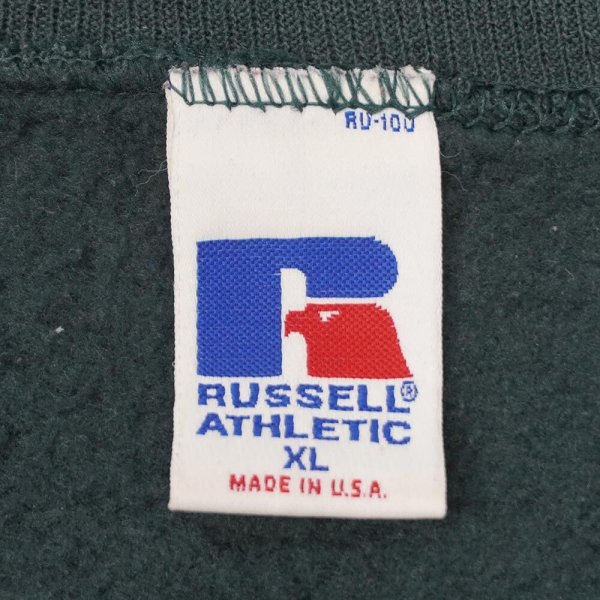 RU-100
RUSSELL®
ATHLETIC
XL
MADE IN U.S.A.